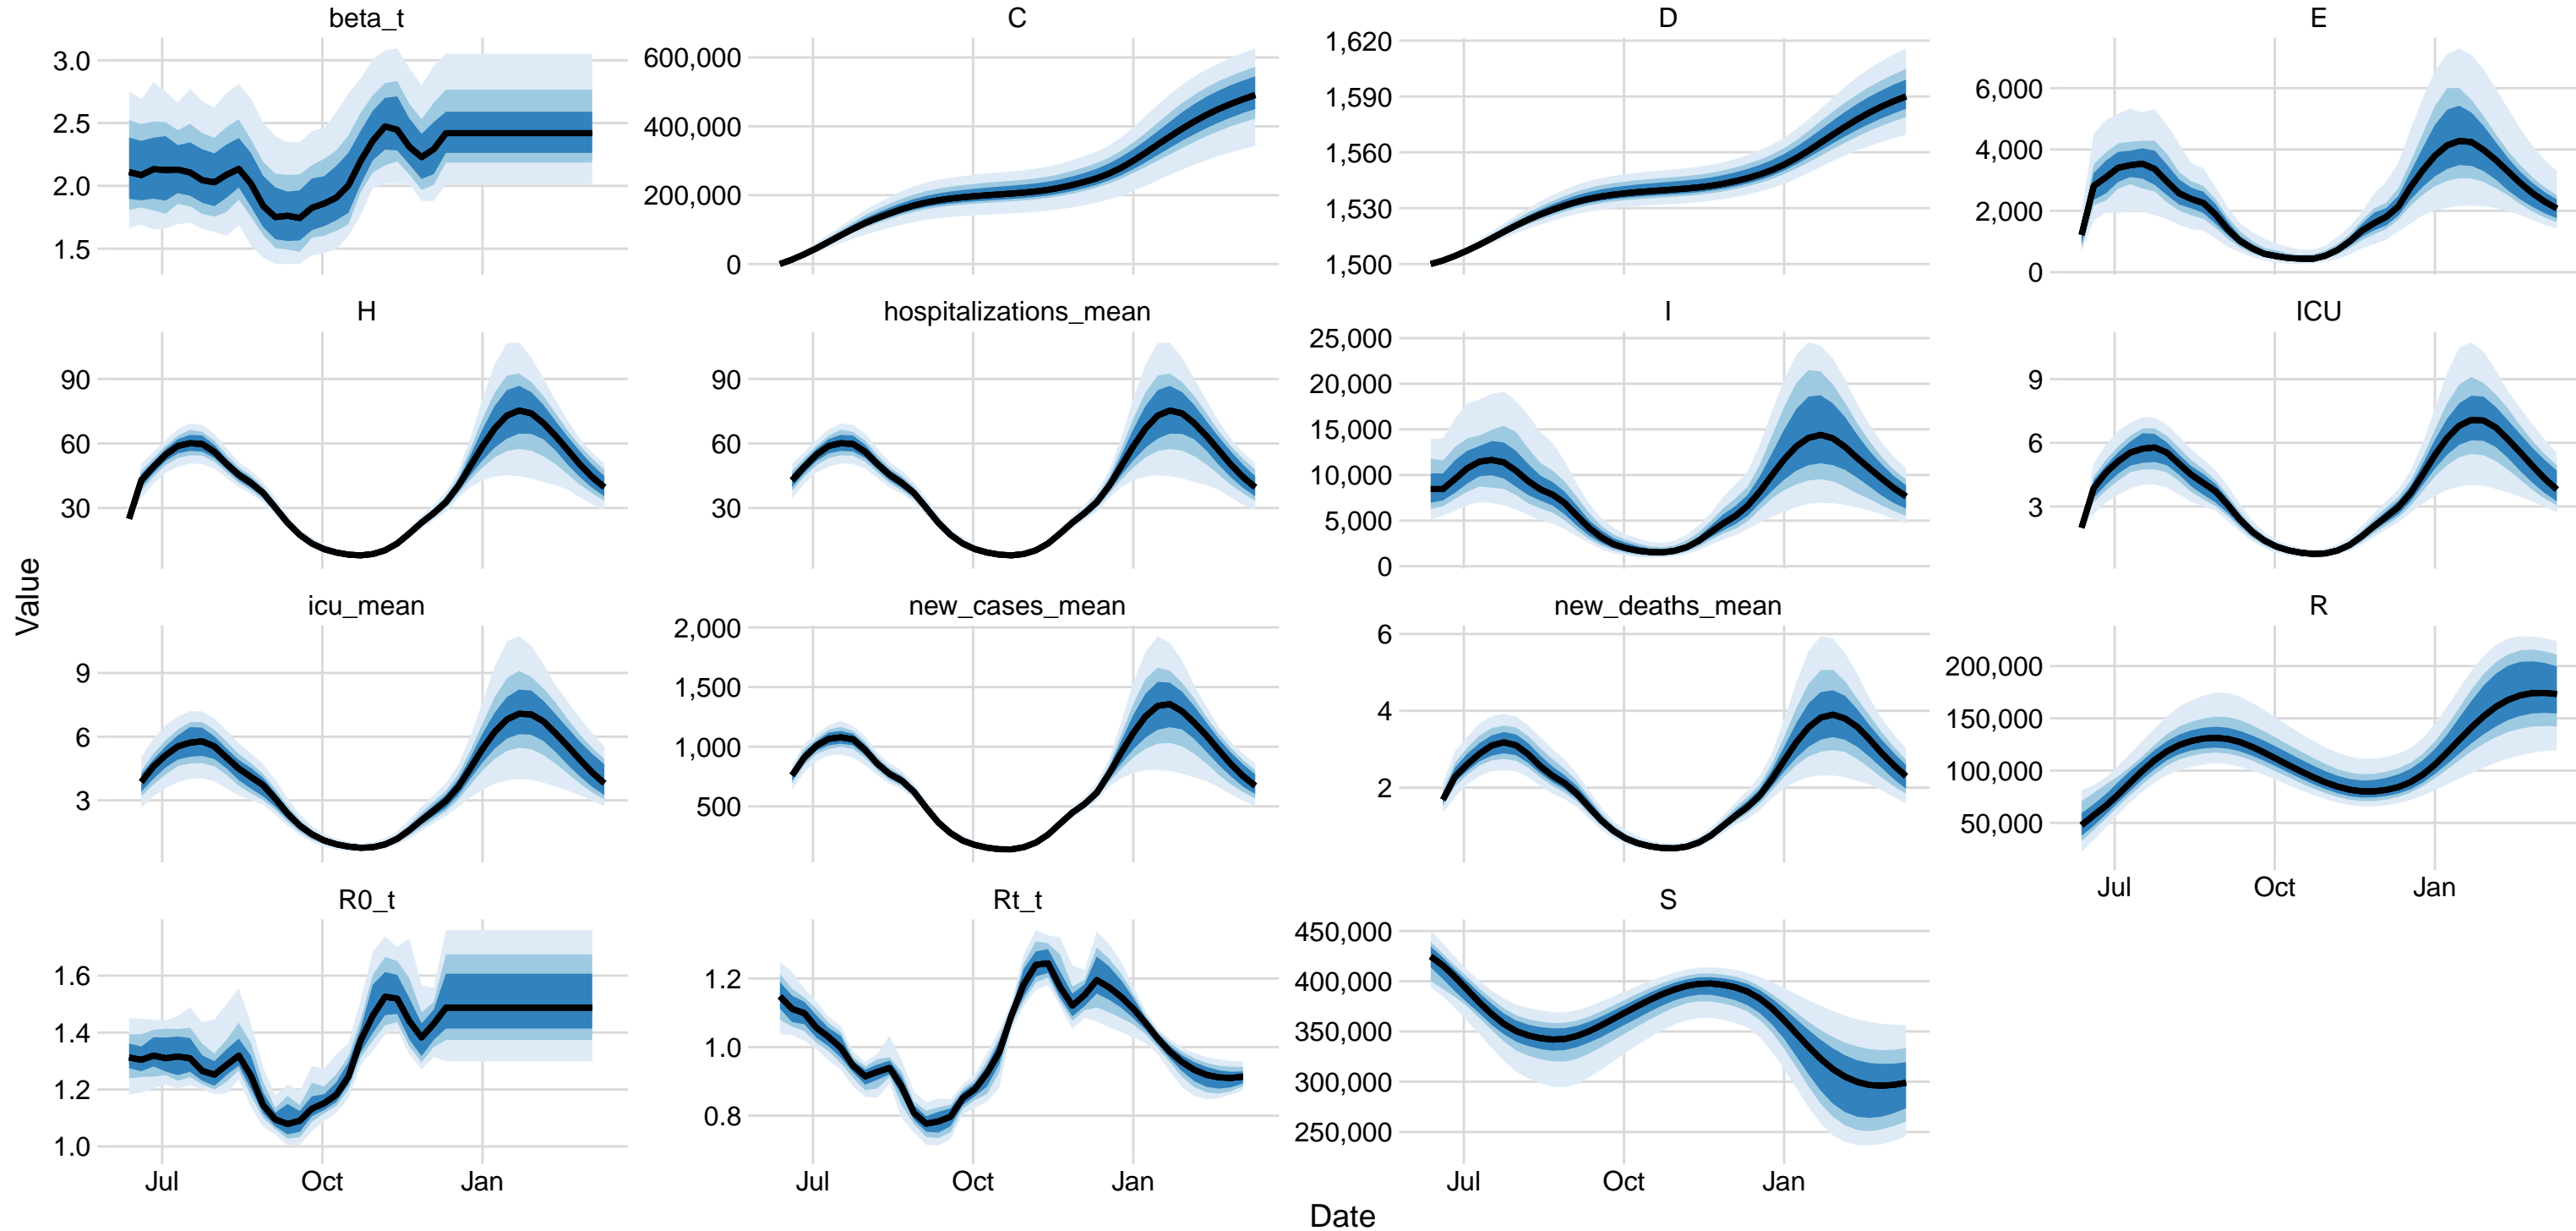 beta_t
3.0
2.5
2.0
1.5
C
600,000
400,000
200,000
0
D
1,620
1,590
1,560
1,530
1,500
E
6,000
4,000
2,000
0
H
90
60
30
hospitalizations_mean
90
60
30
I
25,000
20,000
15,000
10,000
5,000
0
ICU
9
6
3
Value
icu_mean
9
6
3
new_cases_mean
2,000
1,500
1,000
500
new_deaths_mean
6
4
2
R
200,000
150,000
100,000
50,000
Jul Oct Jan
R0_t
1.6
1.4
1.2
1.0
Jul Oct Jan
Rt_t
1.2
1.0
0.8
Jul Oct Jan
S
450,000
400,000
350,000
300,000
250,000
Jul Oct Jan
Date